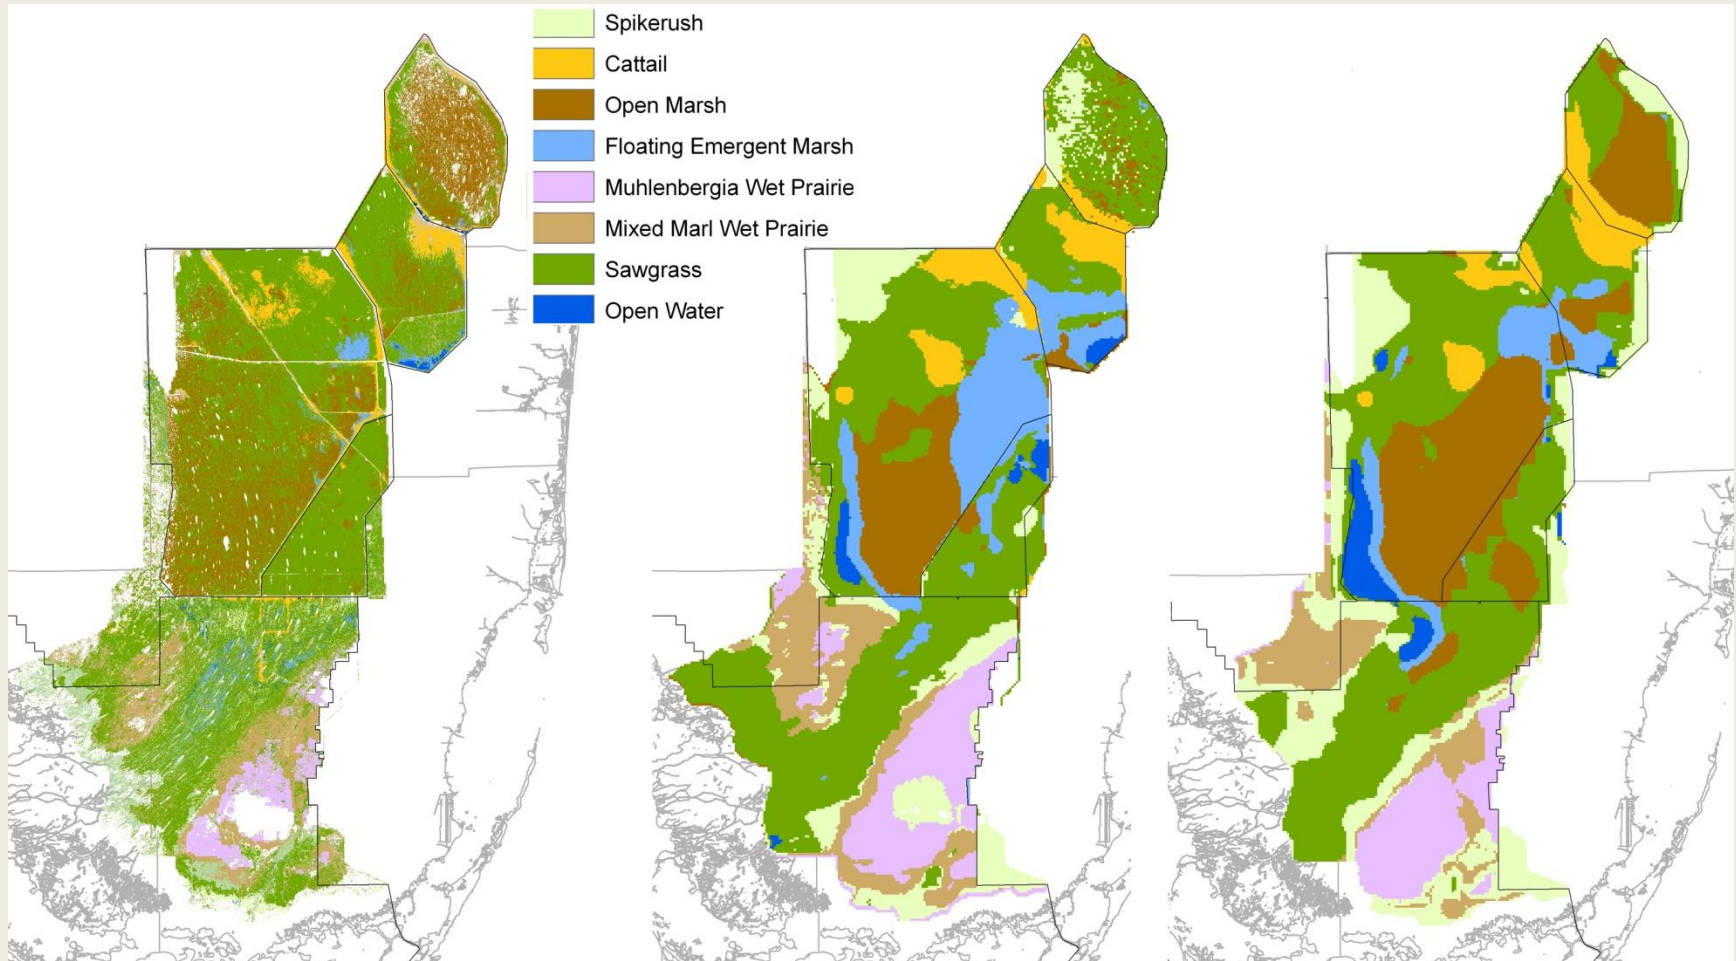 Spikerush
Cattail
Open Marsh
Floating Emergent Marsh
Muhlenbergia Wet Prairie
Mixed Marl Wet Prairie
Sawgrass
Open Water